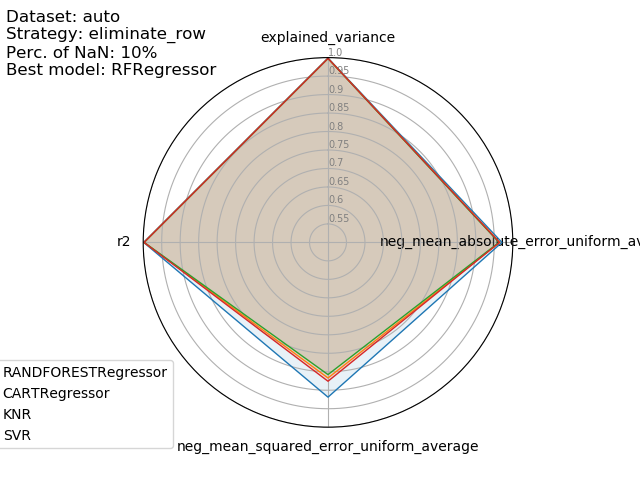 Dataset: auto
Strategy: eliminate_row
Perc. of NaN: 10%
Best model: RFRegressor
explained_variance
1.0
0.95
0.9
0.85
0.8
0.75
0.7
0.65
0.6
0.55
r2
neg_mean_absolute_error_uniform_av
RANDFORESTRegressor
CARTRegressor
KNR
SVR
neg_mean_squared_error_uniform_average